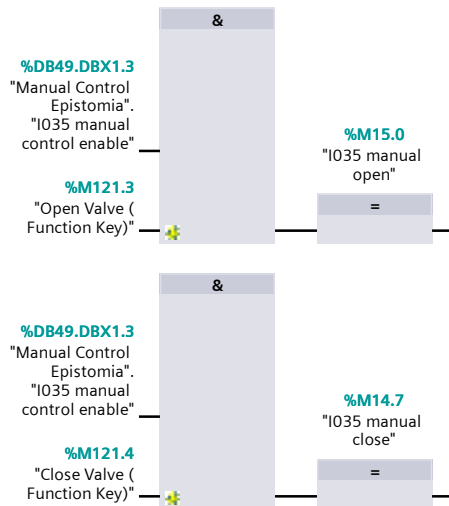 &
%DB49.DBX1.3
"Manual Control
Epistomia".
"I035 manual
control enable"
%M15.0
"I035 manual
open"
%M121.3
"Open Valve (
Function Key)"
=
&
%DB49.DBX1.3
"Manual Control
Epistomia".
"I035 manual
control enable"
%M14.7
"I035 manual
close"
%M121.4
"Close Valve (
Function Key)"
=